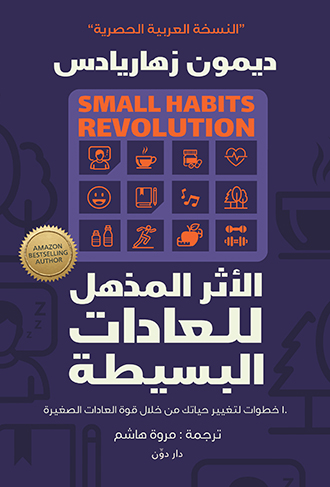 "النسخة العربية الحصرية"
ديمون زهاريادس
SMALL HABITS
REVOLUTION
AMAZON
BESTSELLING
AUTHOR
الأثر المذهل
للعادات
البسيطة
١٠ خطوات لتغيير حياتك من خلال قوة العادات الصغيرة
ترجمة : مروة هاشم
دار دوّن